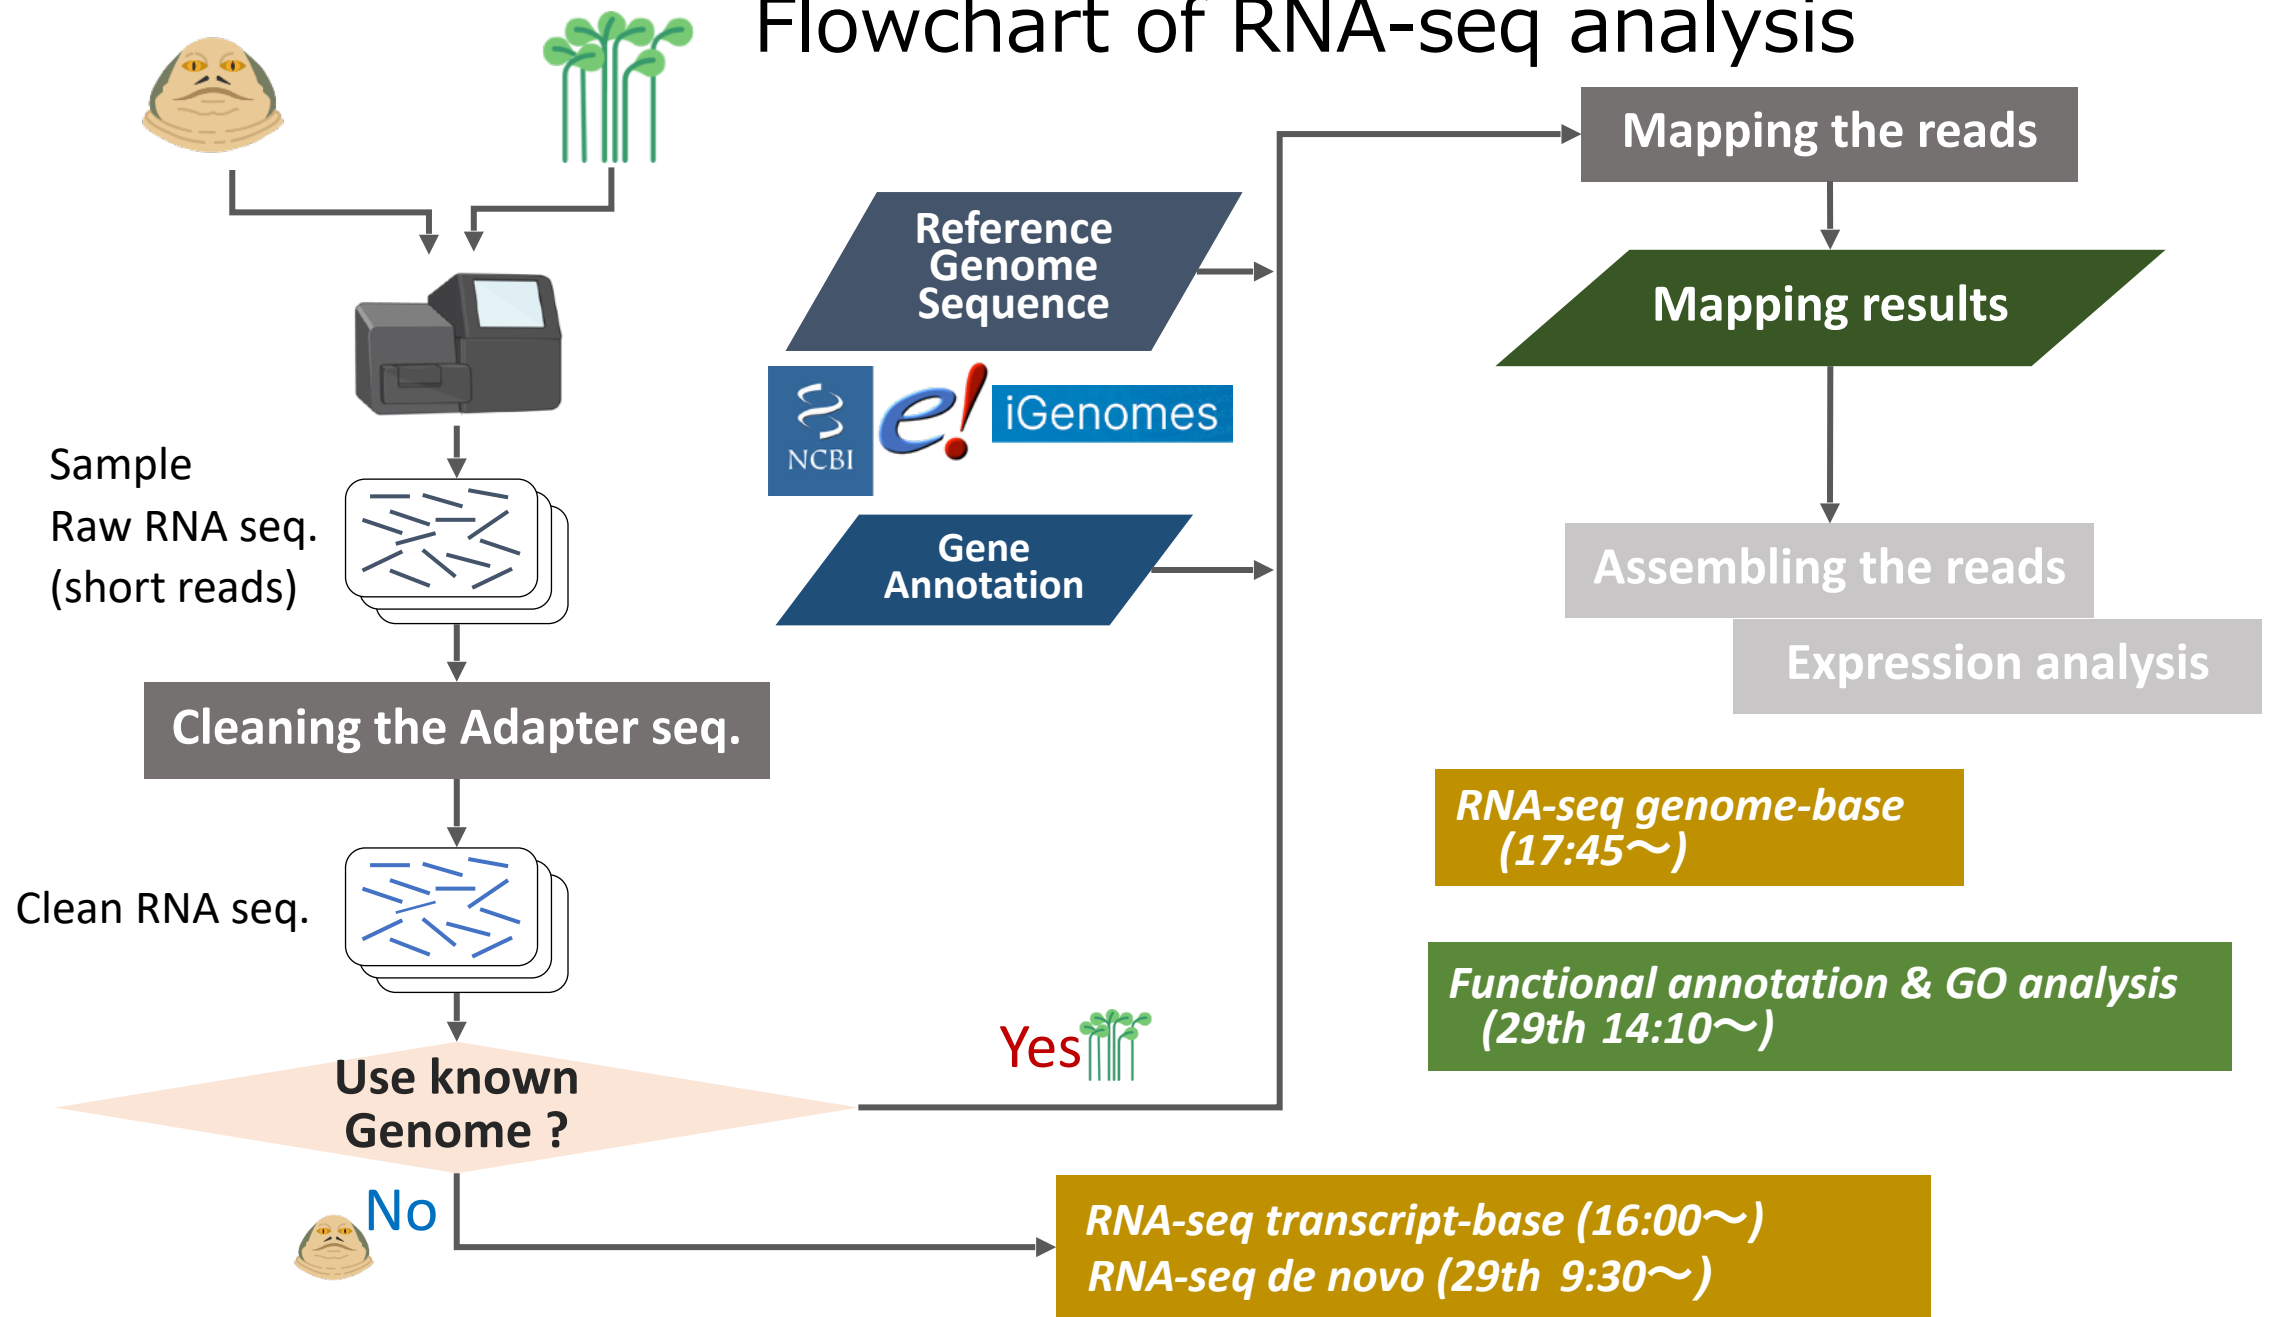 Flowchart of RNA-seq analysis
Sample
Raw RNA seq.
(short reads)
Cleaning the Adapter seq.
Clean RNA seq.
Use known
Genome ?
Yes
No
Reference
Genome
Sequence
NCBI
e!
iGenomes
Gene
Annotation
Mapping the reads
Mapping results
Assembling the reads
Expression analysis
RNA-seq genome-base
(17:45〜)
Functional annotation & GO analysis
(29th 14:10〜)
RNA-seq transcript-base (16:00〜)
RNA-seq de novo (29th 9:30〜)